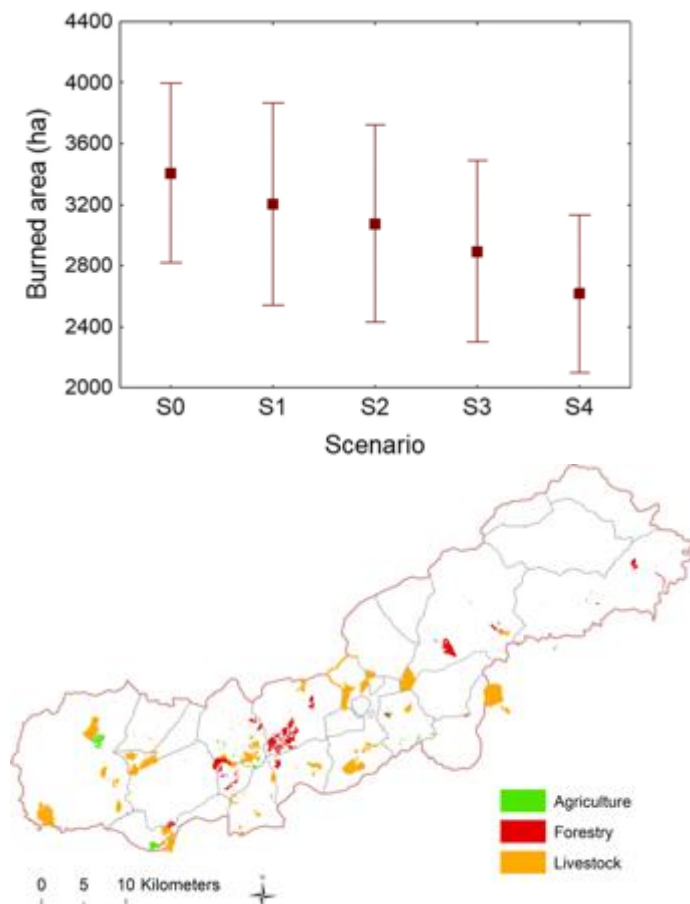 4400
4000
3600
3200
2800
2400
2000
Burned area (ha)
S0 S1 S2 S3 S4
Scenario
Agriculture
Forestry
Livestock
0 5 10 Kilometers